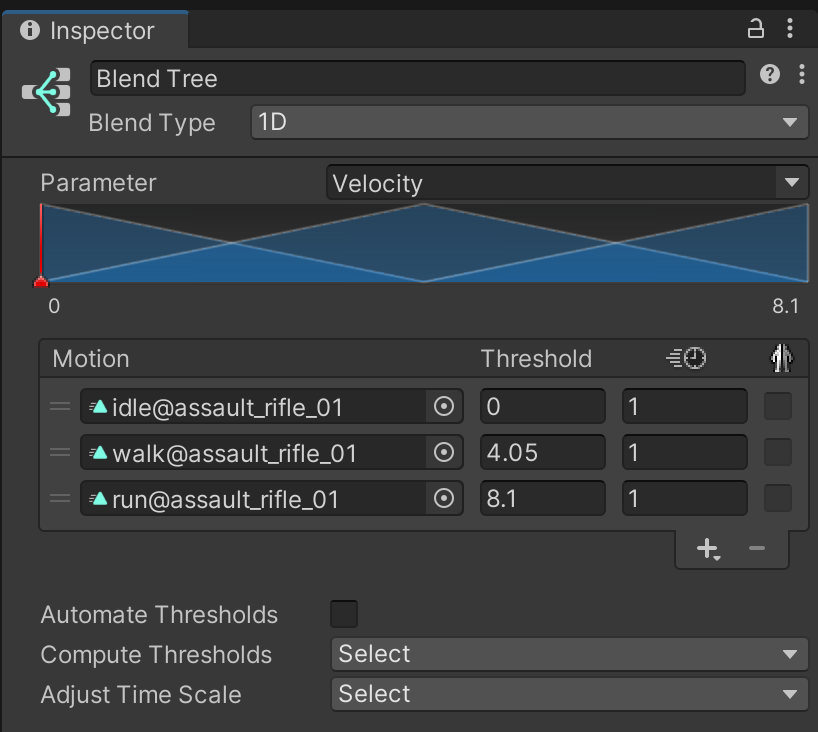 Inspector
Blend Tree
Blend Type 1D
Parameter Velocity
0 8.1
Motion Threshold
idle@assault_rifle_01 0 1
walk@assault_rifle_01 4.05 1
run@assault_rifle_01 8.1 1
Automate Thresholds
Compute Thresholds Select
Adjust Time Scale Select